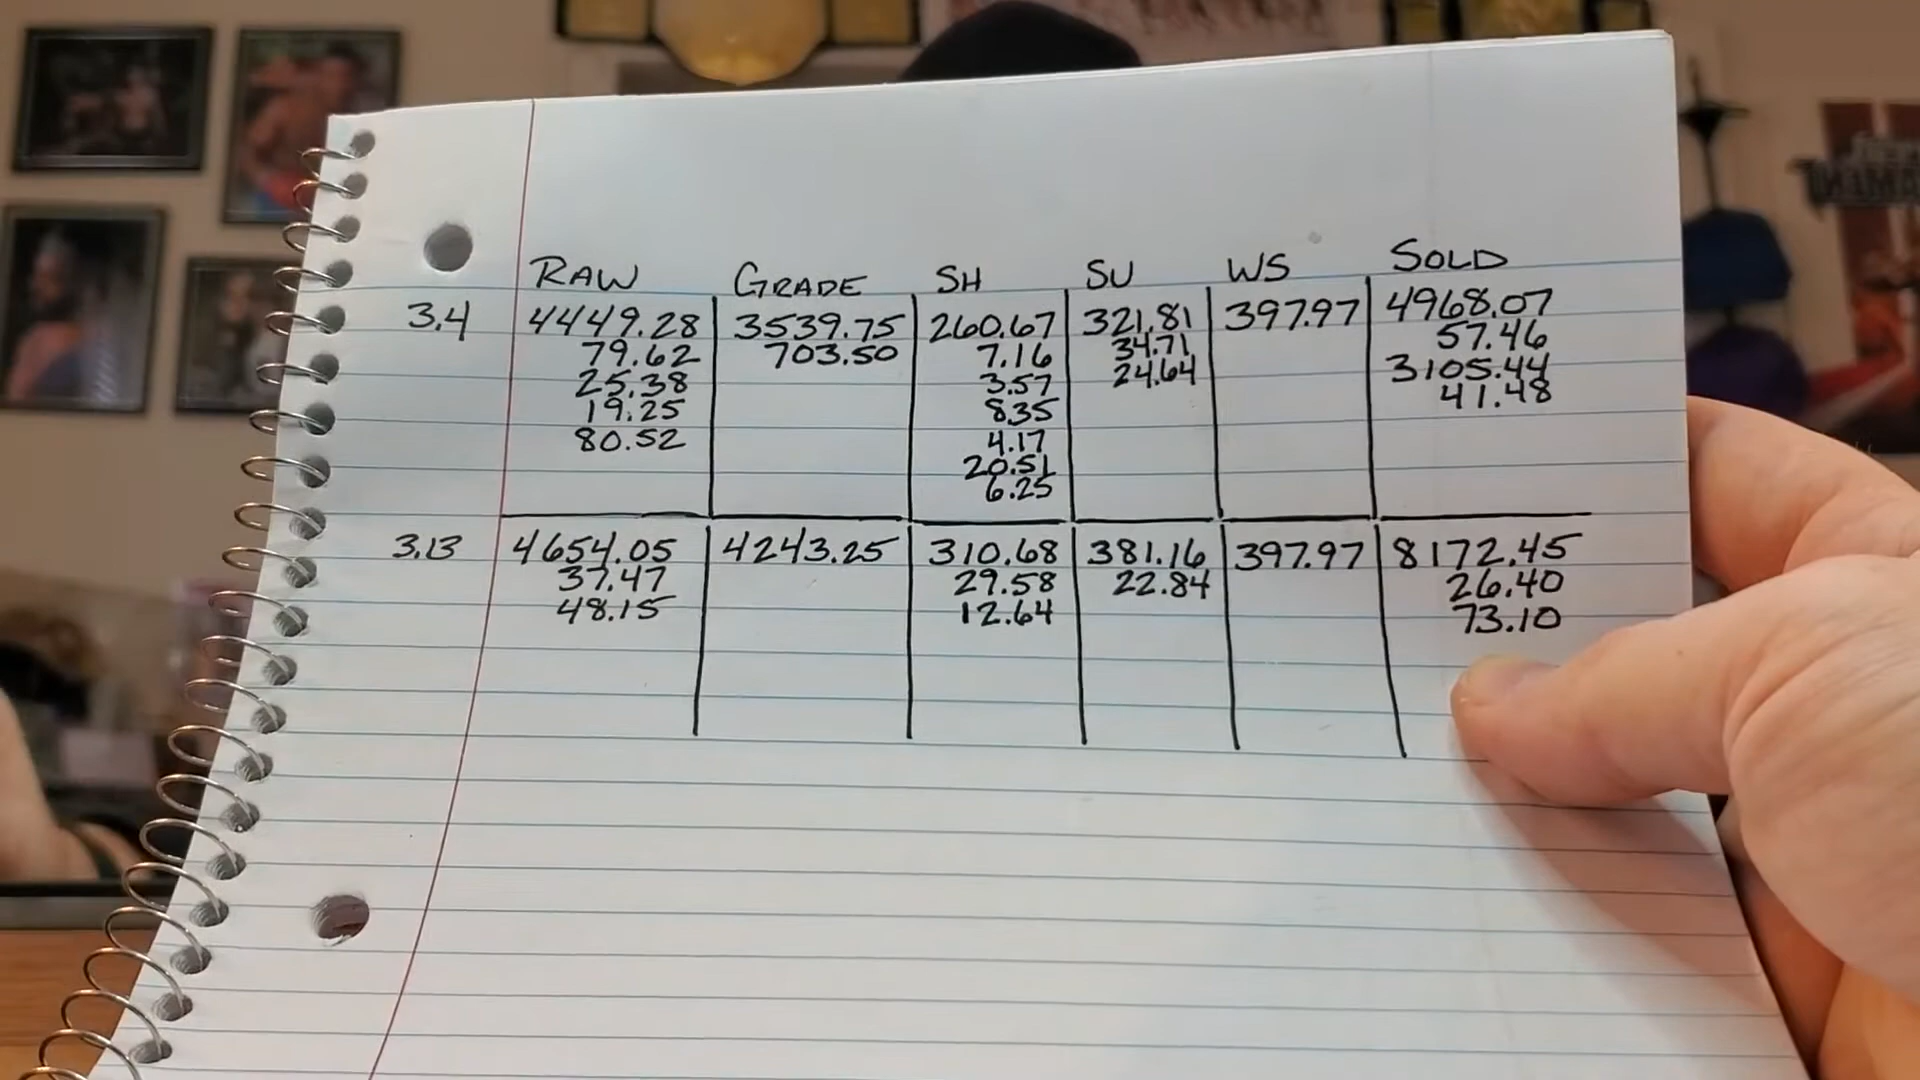 RAW GRADE SH SU WS SOLD
3.4 4449.28 3539.75 260.67 321.81 397.97 4968.07
79.62 703.50 7.16 34.71 57.46
25.38 3.57 24.64 3105.44
19.25 8.35 41.48
80.52 4.17
20.51
6.25
3.13 4654.05 4243.25 310.68 381.16 397.97 8172.45
37.47 29.58 22.84 26.40
48.15 12.64 73.10